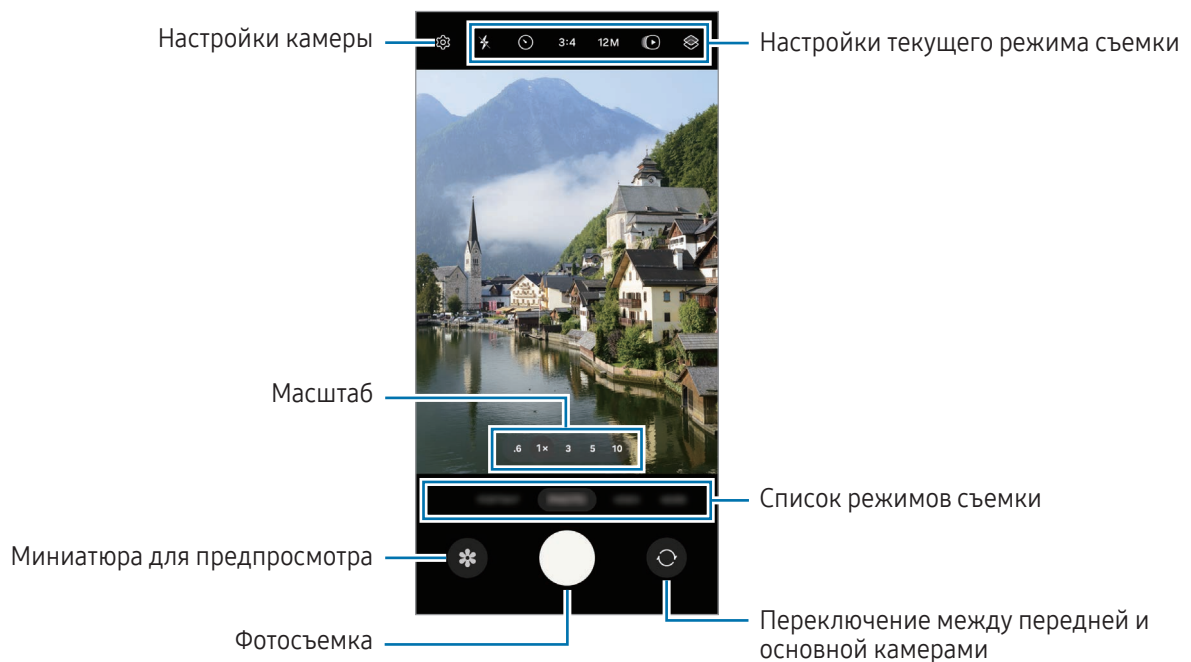 Настройки камеры
3:4 12M
Настройки текущего режима съемки
Масштаб
.6 1× 3 5 10
Список режимов съемки
Миниатюра для предпросмотра
Фотосъемка
Переключение между передней и
основной камерами